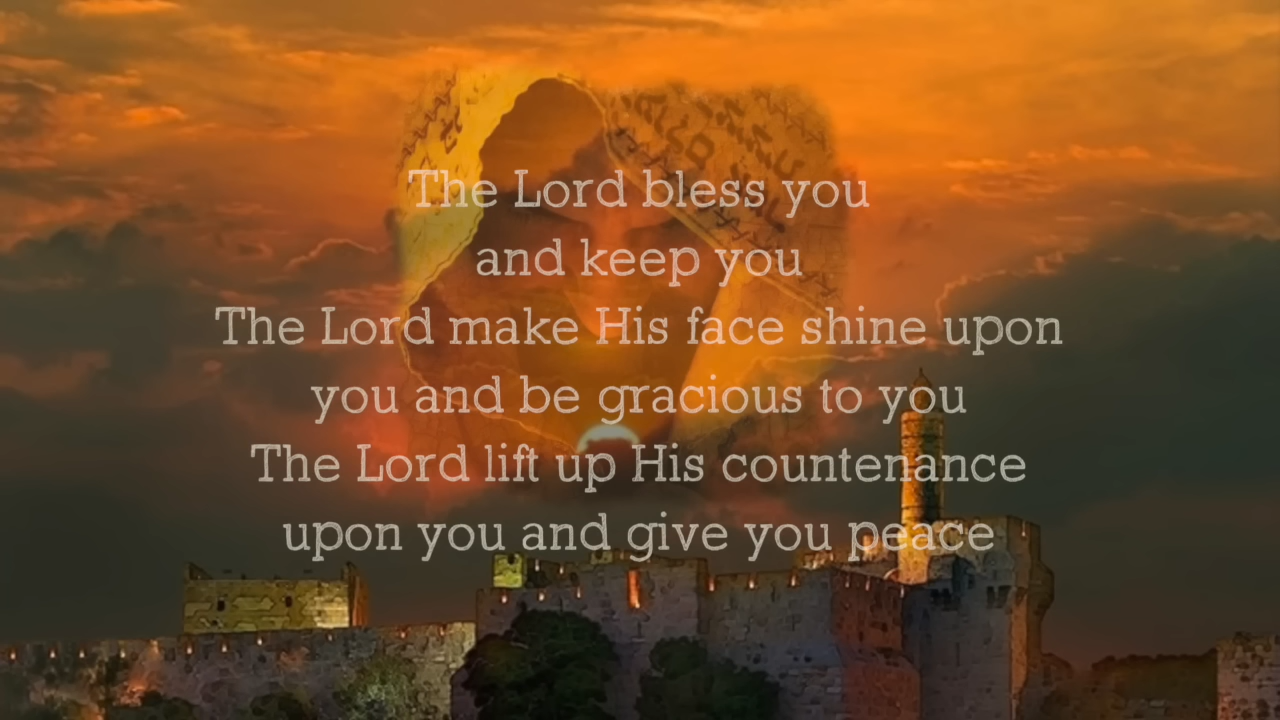 The Lord bless you
and keep you
The Lord make His face shine upon
you and be gracious to you
The Lord lift up His countenance
upon you and give you peace